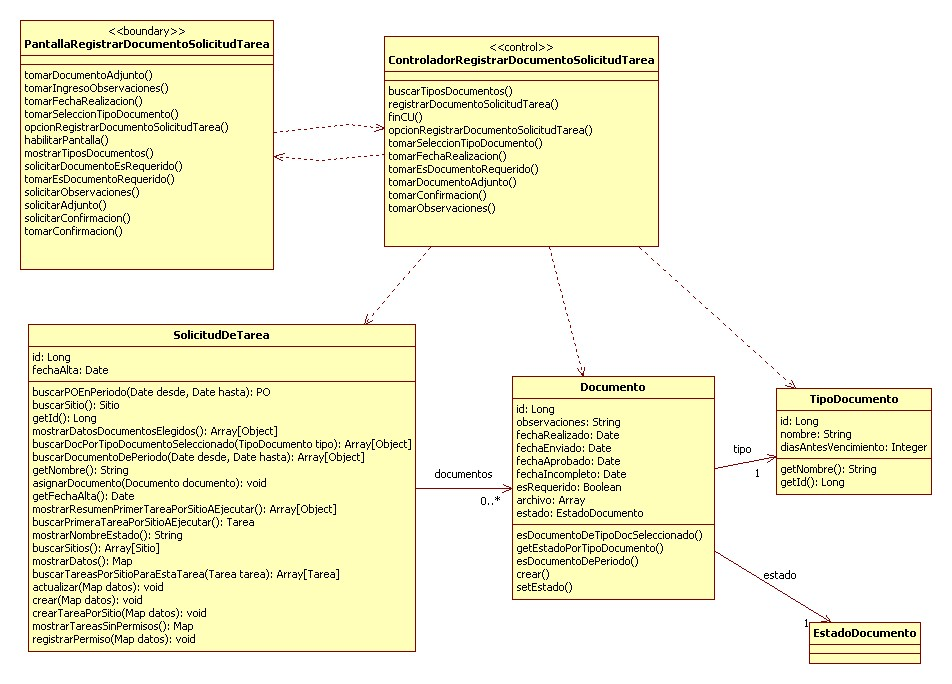 <<boundary>>
PantallaRegistrarDocumentoSolicitudTarea
tomarDocumentoAdjunto()
tomarIngresoObservaciones()
tomarFechaRealizacion()
tomarSeleccionTipoDocumento()
opcionRegistrarDocumentoSolicitudTarea()
habilitarPantalla()
mostrarTiposDocumentos()
solicitarDocumentoEsRequerido()
tomarEsDocumentoRequerido()
solicitarObservaciones()
solicitarAdjunto()
solicitarConfirmacion()
tomarConfirmacion()
<<control>>
ControladorRegistrarDocumentoSolicitudTarea
buscarTiposDocumentos()
registrarDocumentoSolicitudTarea()
finCU()
opcionRegistrarDocumentoSolicitudTarea()
tomarSeleccionTipoDocumento()
tomarFechaRealizacion()
tomarEsDocumentoRequerido()
tomarDocumentoAdjunto()
tomarConfirmacion()
tomarObservaciones()
SolicitudDeTarea
id: Long
fechaAlta: Date
buscarPOEnPeriodo(Date desde, Date hasta): PO
buscarSitio(): Sitio
getId(): Long
mostrarDatosDocumentosElegidos(): Array[Object]
buscarDocPorTipoDocumentoSeleccionado(TipoDocumento tipo): Array[Object]
buscarDocumentoDePeriodo(Date desde, Date hasta): Array[Object]
getNombre(): String
asignarDocumento(Documento documento): void
getFechaAlta(): Date
mostrarResumenPrimerTareaPorSitioAEjecutar(): Array[Object]
buscarPrimeraTareaPorSitioAEjecutar(): Tarea
mostrarNombreEstado(): String
buscarSitios(): Array[Sitio]
mostrarDatos(): Map
buscarTareasPorSitioParaEstaTarea(Tarea tarea): Array[Tarea]
actualizar(Map datos): void
crear(Map datos): void
crearTareaPorSitio(Map datos): void
mostrarTareasSinPermisos(): Map
registrarPermiso(Map datos): void
documentos
0..*
Documento
id: Long
observaciones: String
fechaRealizado: Date
fechaEnviado: Date
fechaAprobado: Date
fechaIncompleto: Date
esRequerido: Boolean
archivo: Array
estado: EstadoDocumento
esDocumentoDeTipoDocSeleccionado()
getEstadoPorTipoDocumento()
esDocumentoDePeriodo()
crear()
setEstado()
tipo
1
TipoDocumento
id: Long
nombre: String
diasAntesVencimiento: Integer
getNombre(): String
getId(): Long
estado
1
EstadoDocumento